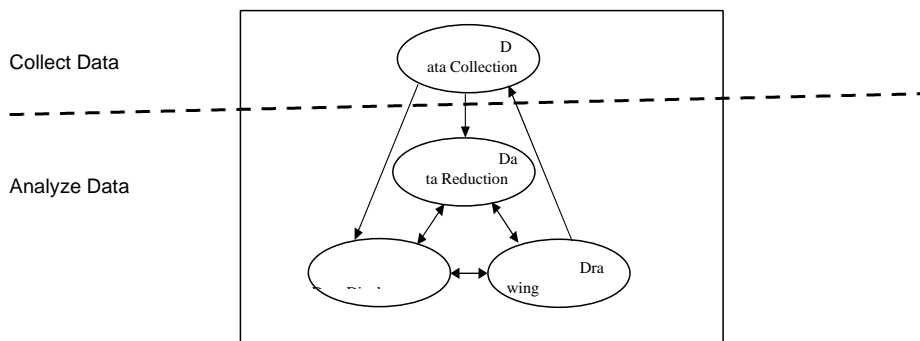 Collect Data
D
ata Collection
Da
ta Reduction
Analyze Data
Dra
wing